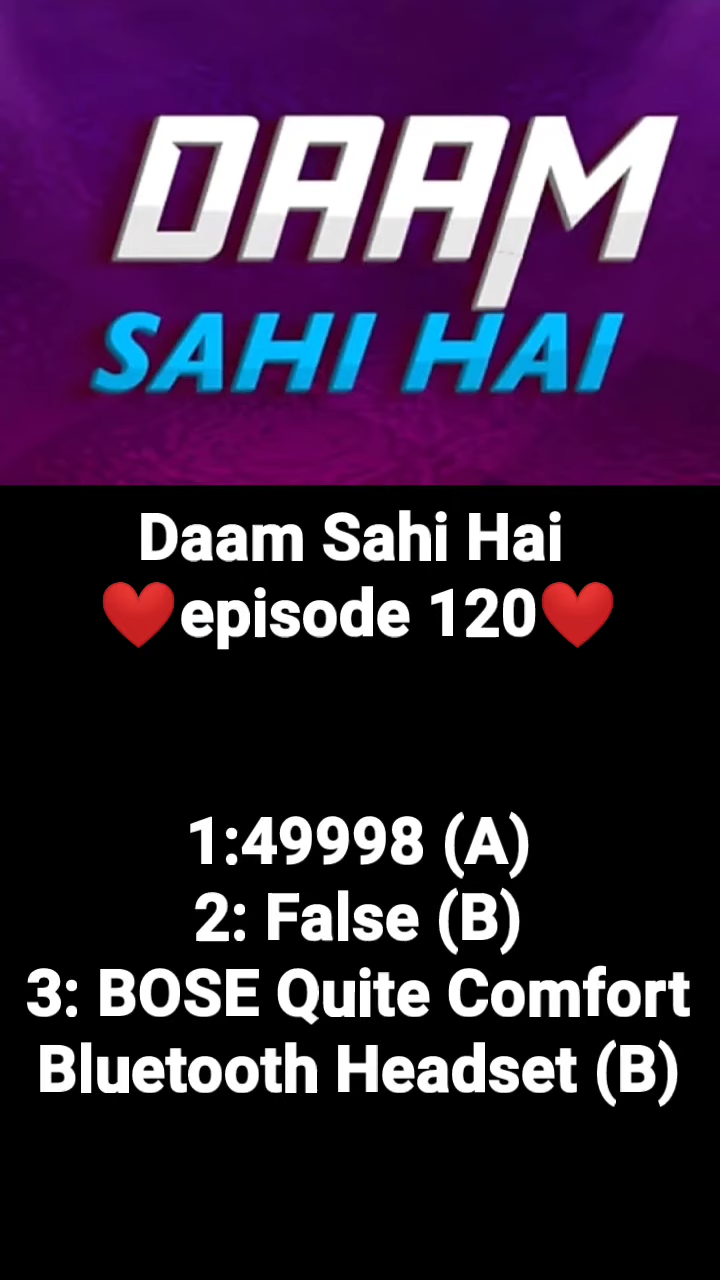 DAAM
SAHI HAI
Daam Sahi Hai
❤️episode 120❤️
1:49998 (A)
2: False (B)
3: BOSE Quite Comfort
Bluetooth Headset (B)